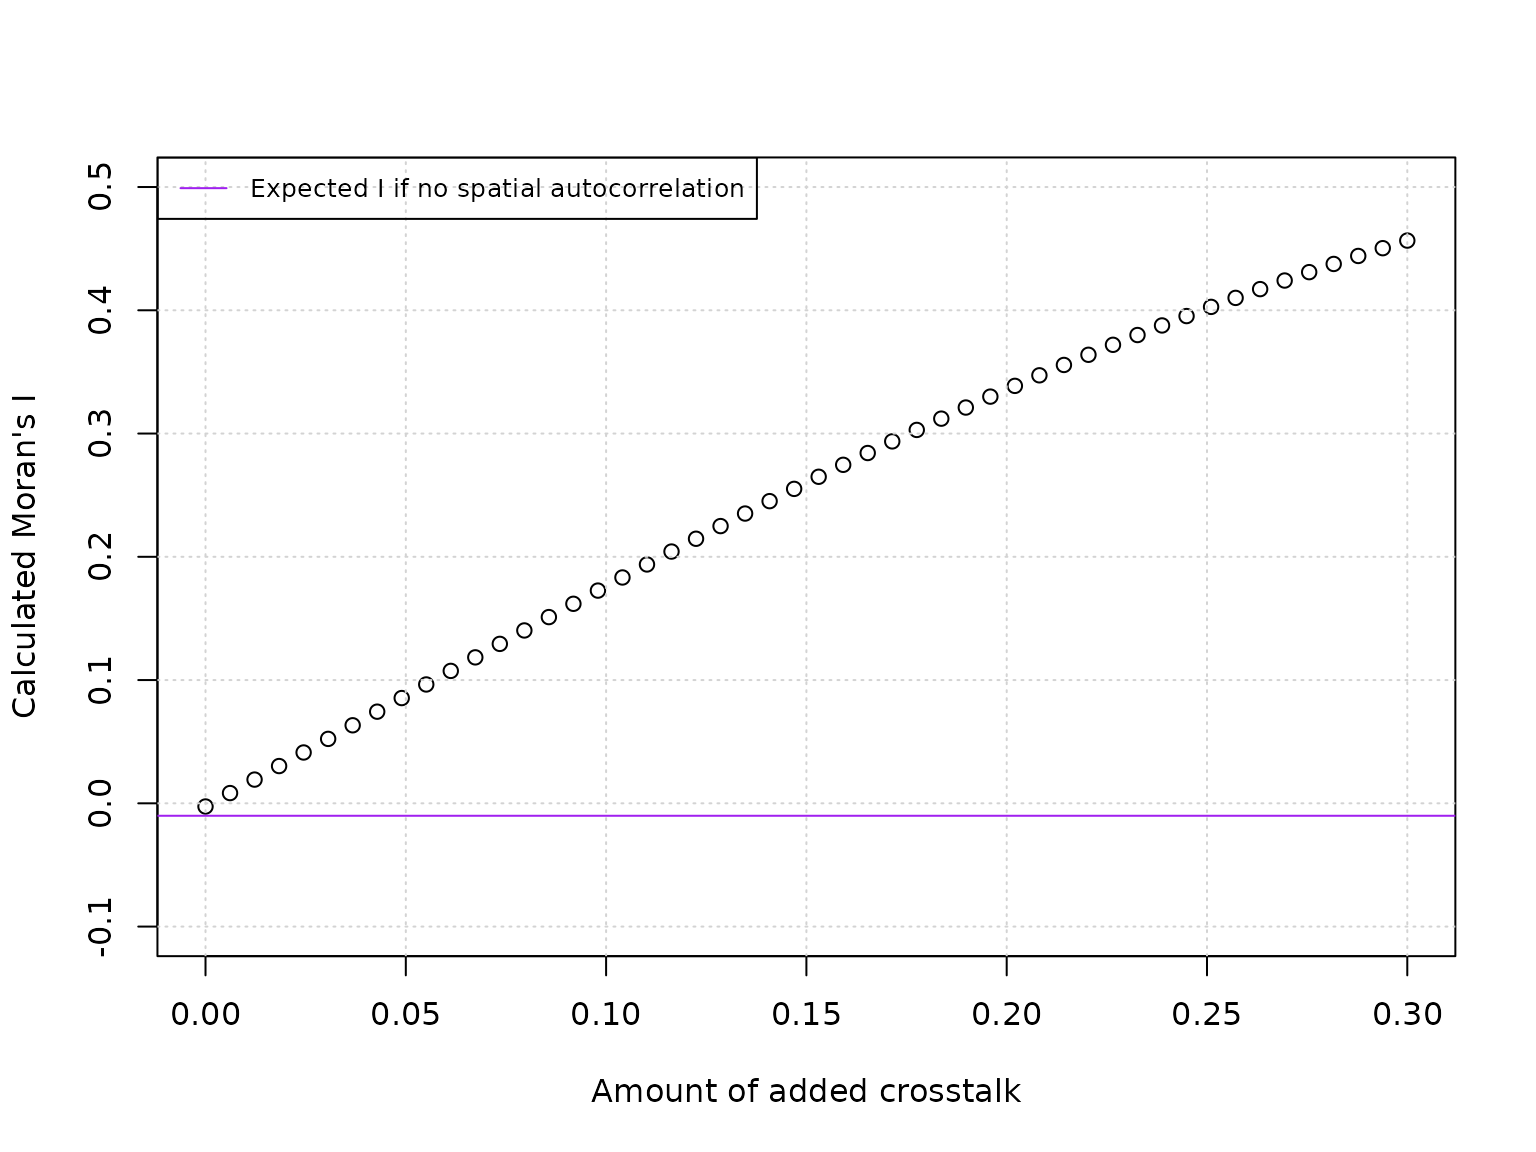 Expected I if no spatial autocorrelation
Calculated Moran's I
0.5
0.4
0.3
0.2
0.1
0.0
-0.1
0.00 0.05 0.10 0.15 0.20 0.25 0.30
Amount of added crosstalk